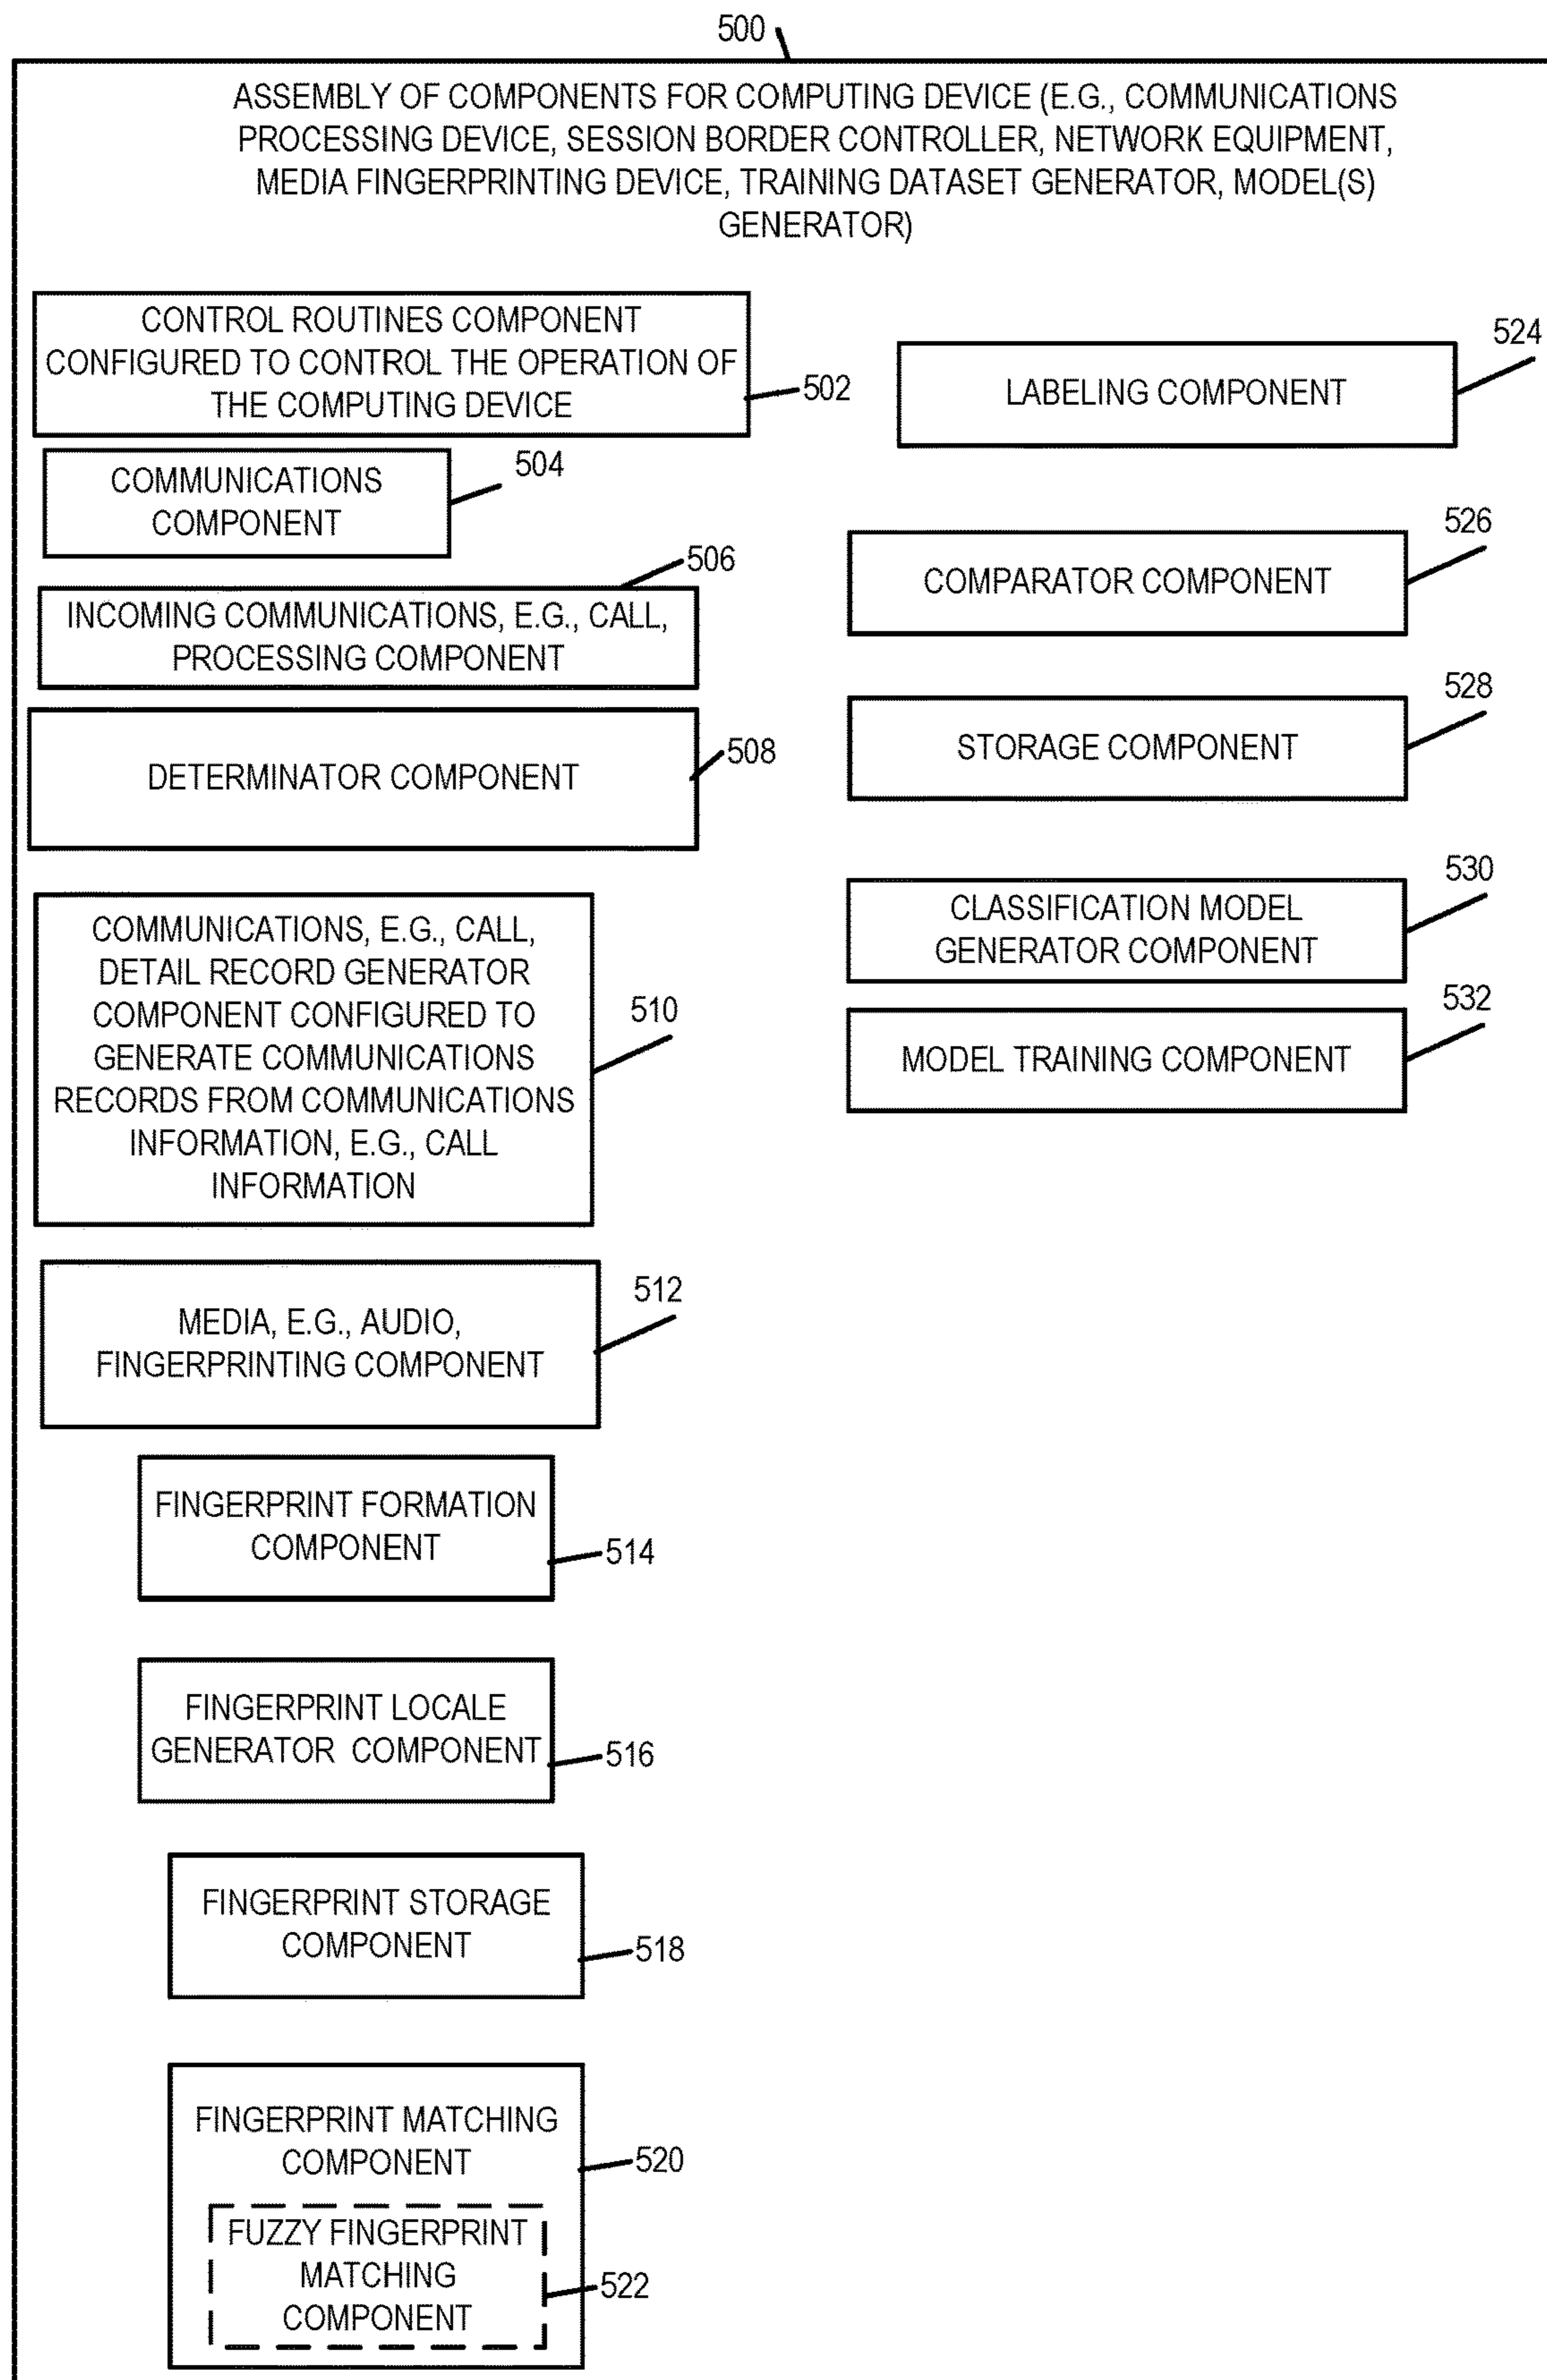 500
ASSEMBLY OF COMPONENTS FOR COMPUTING DEVICE (E.G., COMMUNICATIONS
PROCESSING DEVICE, SESSION BORDER CONTROLLER, NETWORK EQUIPMENT,
MEDIA FINGERPRINTING DEVICE, TRAINING DATASET GENERATOR, MODEL(S)
GENERATOR)
CONTROL ROUTINES COMPONENT
CONFIGURED TO CONTROL THE OPERATION OF
THE COMPUTING DEVICE
502
COMMUNICATIONS
COMPONENT
504
INCOMING COMMUNICATIONS, E.G., CALL,
PROCESSING COMPONENT
506
DETERMINATOR COMPONENT
508
COMMUNICATIONS, E.G., CALL,
DETAIL RECORD GENERATOR
COMPONENT CONFIGURED TO
GENERATE COMMUNICATIONS
RECORDS FROM COMMUNICATIONS
INFORMATION, E.G., CALL
INFORMATION
510
MEDIA, E.G., AUDIO,
FINGERPRINTING COMPONENT
512
FINGERPRINT FORMATION
COMPONENT
514
FINGERPRINT LOCALE
GENERATOR COMPONENT
516
FINGERPRINT STORAGE
COMPONENT
518
FINGERPRINT MATCHING
COMPONENT
520
FUZZY FINGERPRINT
MATCHING
COMPONENT
522
LABELING COMPONENT
524
COMPARATOR COMPONENT
526
STORAGE COMPONENT
528
CLASSIFICATION MODEL
GENERATOR COMPONENT
530
MODEL TRAINING COMPONENT
532